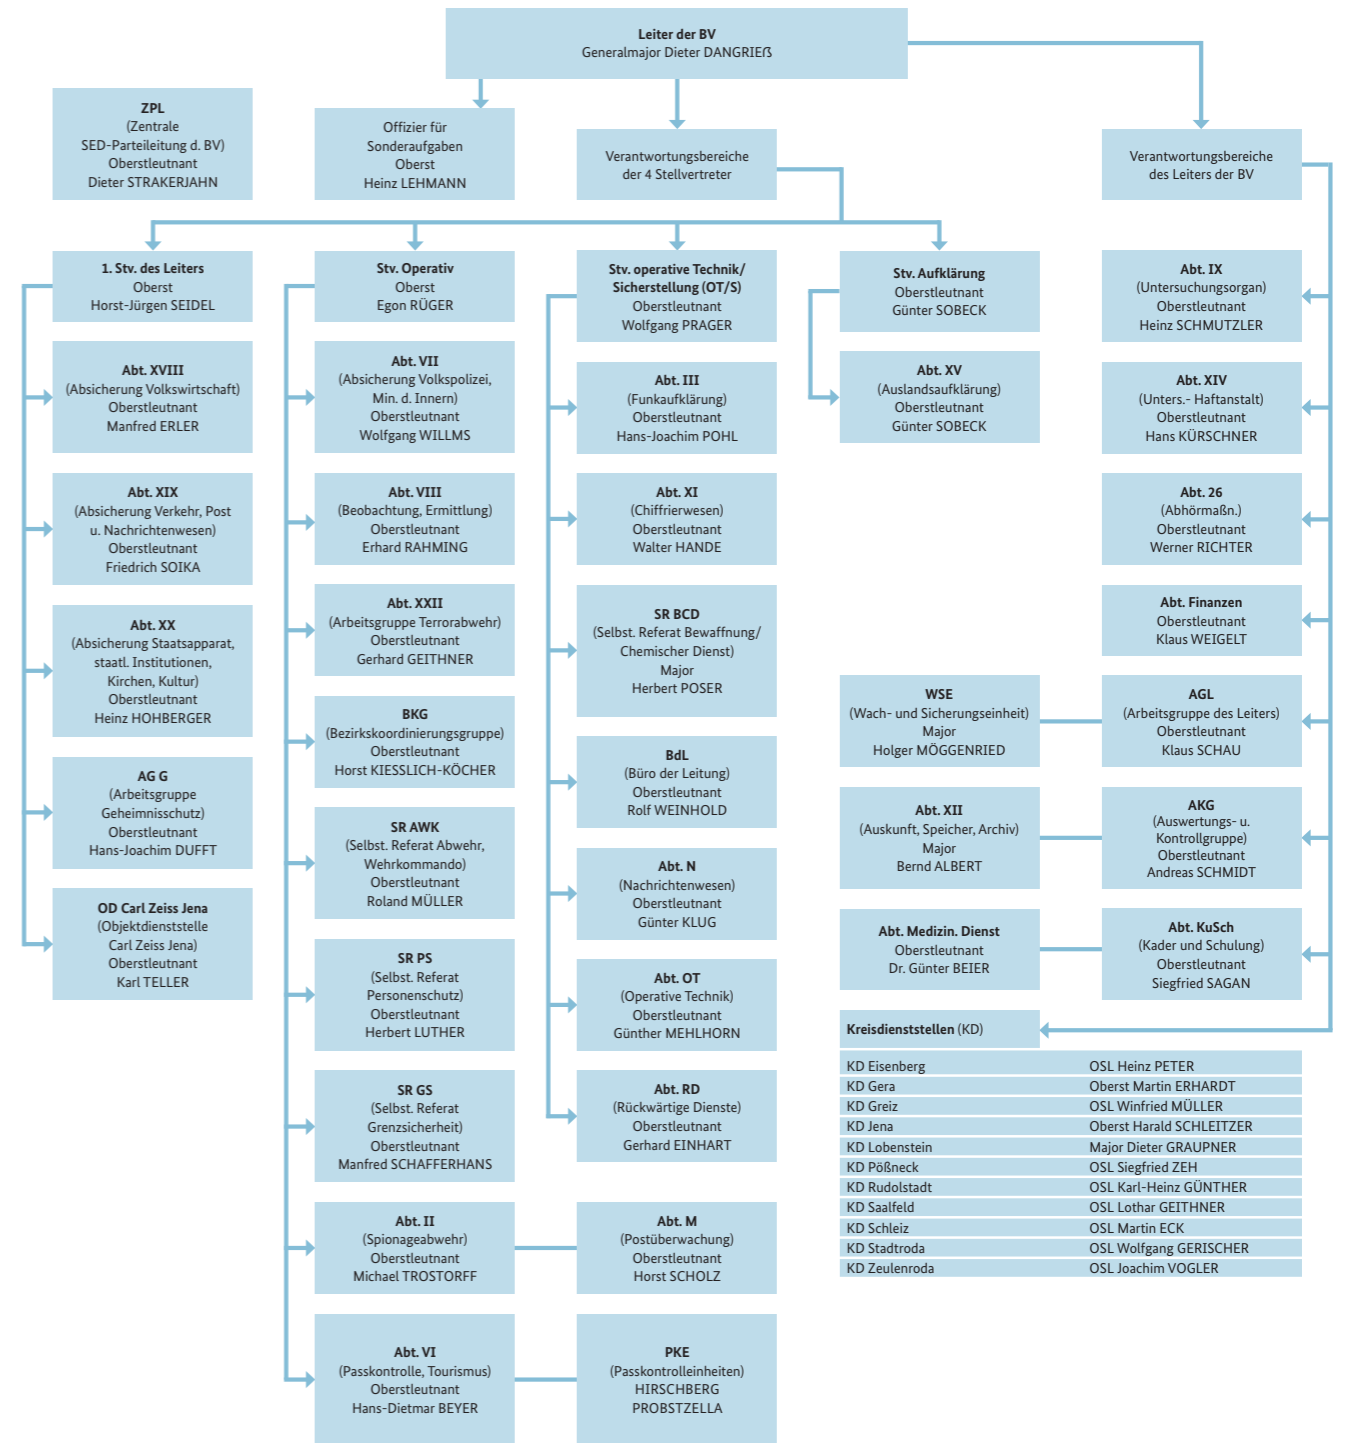 Leiter der BV
Generalmajor Dieter DANGRIEß
ZPL
(Zentrale
SED-Parteileitung d. BV)
Oberstleutnant
Dieter STRAKERJAHN
Offizier für
Sonderaufgaben
Oberst
Heinz LEHMANN
Verantwortungsbereiche
der 4 Stellvertreter
Verantwortungsbereiche
des Leiters der BV
1. Stv. des Leiters
Oberst
Horst-Jürgen SEIDEL
Abt. XVIII
(Absicherung Volkswirtschaft)
Oberstleutnant
Manfred ERLER
Abt. XIX
(Absicherung Verkehr, Post
u. Nachrichtenwesen)
Oberstleutnant
Friedrich SOIKA
Abt. XX
(Absicherung Staatsapparat,
staatl. Institutionen,
Kirchen, Kultur)
Oberstleutnant
Heinz HOHBERGER
AG G
(Arbeitsgruppe
Geheimnisschutz)
Oberstleutnant
Hans-Joachim DUFFT
OD Carl Zeiss Jena
(Objektdienststelle
Carl Zeiss Jena)
Oberstleutnant
Karl TELLER
Stv. Operativ
Oberst
Egon RÜGER
Abt. VII
(Absicherung Volkspolizei,
Min. d. Innern)
Oberstleutnant
Wolfgang WILLMS
Abt. VIII
(Beobachtung, Ermittlung)
Oberstleutnant
Erhard RAHMING
Abt. XXII
(Arbeitsgruppe Terrorabwehr)
Oberstleutnant
Gerhard GEITHNER
BKG
(Bezirkskoordinierungsgruppe)
Oberstleutnant
Horst KIESSLICH-KÖCHER
SR AWK
(Selbst. Referat Abwehr,
Wehrkommando)
Oberstleutnant
Roland MÜLLER
SR PS
(Selbst. Referat
Personenschutz)
Oberstleutnant
Herbert LUTHER
SR GS
(Selbst. Referat
Grenzsicherheit)
Oberstleutnant
Manfred SCHAFFERHANS
Abt. II
(Spionageabwehr)
Oberstleutnant
Michael TROSTORFF
Abt. VI
(Passkontrolle, Tourismus)
Oberstleutnant
Hans-Dietmar BEYER
Stv. operative Technik/
Sicherstellung (OT/S)
Oberstleutnant
Wolfgang PRAGER
Abt. III
(Funkaufklärung)
Oberstleutnant
Hans-Joachim POHL
Abt. XI
(Chiffrierwesen)
Oberstleutnant
Walter HANDE
SR BCD
(Selbst. Referat Bewaffnung/
Chemischer Dienst)
Major
Herbert POSER
BdL
(Büro der Leitung)
Oberstleutnant
Rolf WEINHOLD
Abt. N
(Nachrichtenwesen)
Oberstleutnant
Günter KLUG
Abt. OT
(Operative Technik)
Oberstleutnant
Günther MEHLHORN
Abt. RD
(Rückwärtige Dienste)
Oberstleutnant
Gerhard EINHART
Abt. M
(Postüberwachung)
Oberstleutnant
Horst SCHOLZ
PKE
(Passkontrolleinheiten)
HIRSCHBERG
PROBSTZELLA
Stv. Aufklärung
Oberstleutnant
Günter SOBECK
Abt. XV
(Auslandsaufklärung)
Oberstleutnant
Günter SOBECK
Abt. IX
(Untersuchungsorgan)
Oberstleutnant
Heinz SCHMUTZLER
Abt. XIV
(Unters.- Haftanstalt)
Oberstleutnant
Hans KÜRSCHNER
Abt. 26
(Abhörmaßn.)
Oberstleutnant
Werner RICHTER
Abt. Finanzen
Oberstleutnant
Klaus WEIGELT
WSE
(Wach- und Sicherungseinheit)
Major
Holger MÖGGENRIED
AGL
(Arbeitsgruppe des Leiters)
Oberstleutnant
Klaus SCHAU
Abt. XII
(Auskunft, Speicher, Archiv)
Major
Bernd ALBERT
AKG
(Auswertungs- u.
Kontrollgruppe)
Oberstleutnant
Andreas SCHMIDT
Abt. Medizin. Dienst
Oberstleutnant
Dr. Günter BEIER
Abt. KuSch
(Kader und Schulung)
Oberstleutnant
Siegfried SAGAN
Kreisdienststellen (KD)
KD Eisenberg OSL Heinz PETER
KD Gera Oberst Martin ERHARDT
KD Greiz OSL Winfried MÜLLER
KD Jena Oberst Harald SCHLEITZER
KD Lobenstein Major Dieter GRAUPNER
KD Pößneck OSL Siegfried ZEH
KD Rudolstadt OSL Karl-Heinz GÜNTHER
KD Saalfeld OSL Lothar GEITHNER
KD Schleiz OSL Martin ECK
KD Stadtroda OSL Wolfgang GERISCHER
KD Zeulenroda OSL Joachim VOGLER